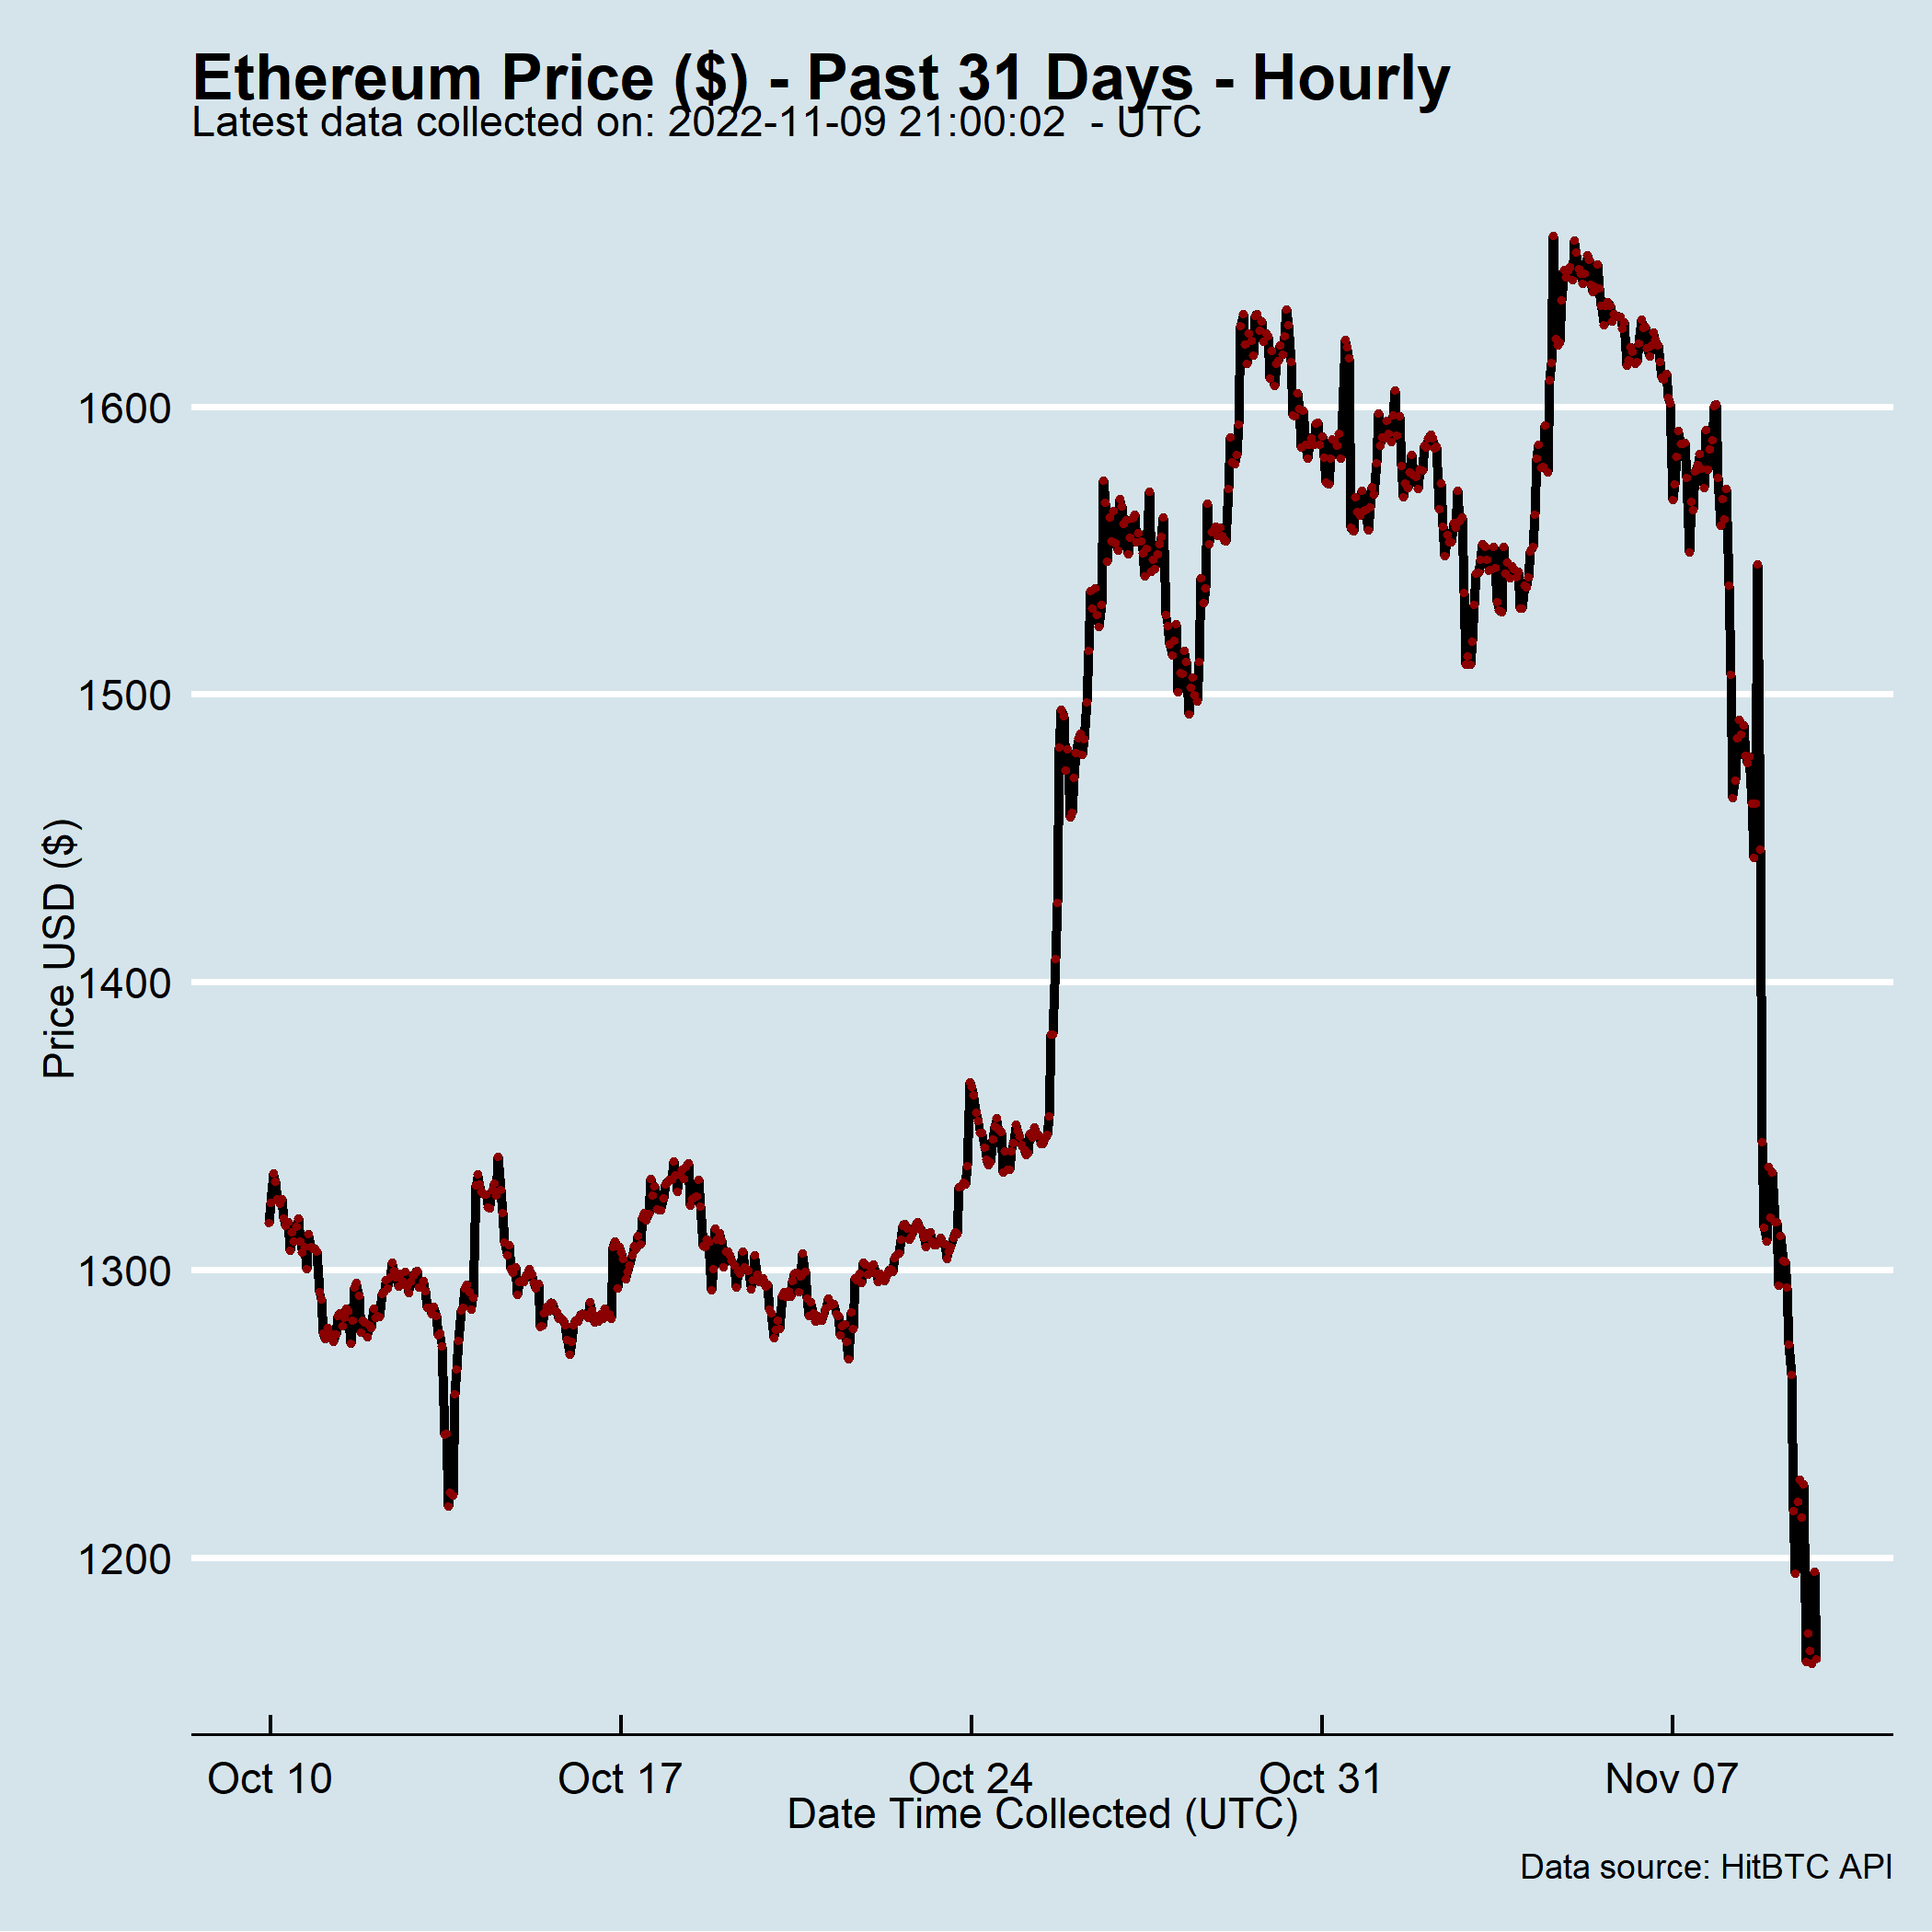 Ethereum Price ($) - Past 31 Days - Hourly
Latest data collected on: 2022-11-09 21:00:02  - UTC
Price USD ($)
1600
1500
1400
1300
1200
Oct 10 Oct 17 Oct 24 Oct 31 Nov 07
Date Time Collected (UTC)
Data source: HitBTC API